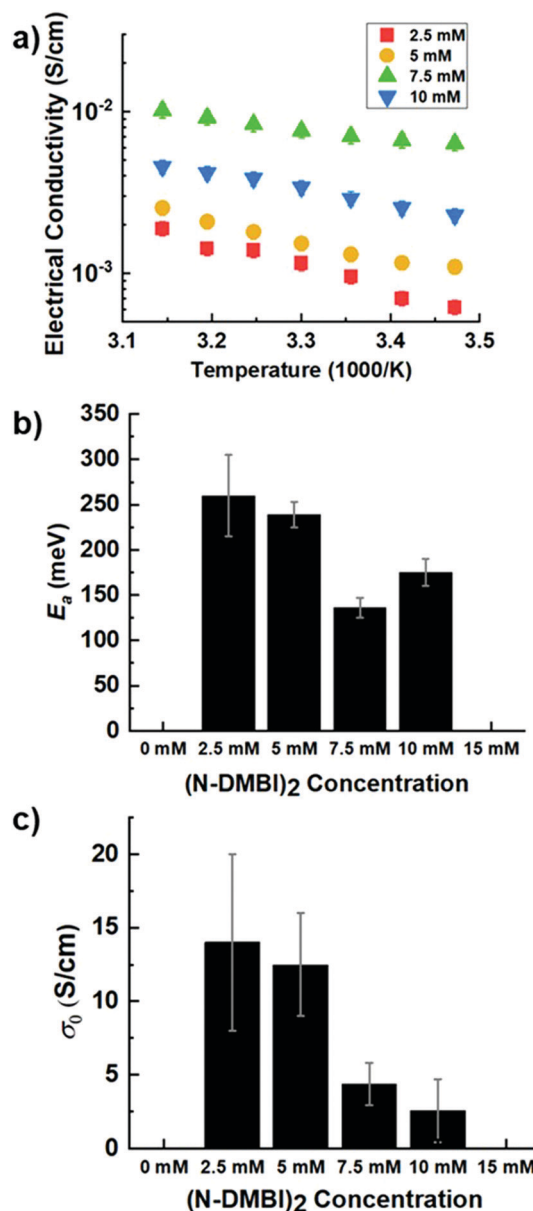 a)
Electrical Conductivity (S/cm)
10-2
10-3
2.5 mM
5 mM
7.5 mM
10 mM
3.1 3.2 3.3 3.4 3.5
Temperature (1000/K)
b)
Ea (meV)
350
300
250
200
150
100
50
0
0 mM 2.5 mM 5 mM 7.5 mM 10 mM 15 mM
(N-DMBI)2 Concentration
c)
σ0 (S/cm)
20
15
10
5
0
0 mM 2.5 mM 5 mM 7.5 mM 10 mM 15 mM
(N-DMBI)2 Concentration